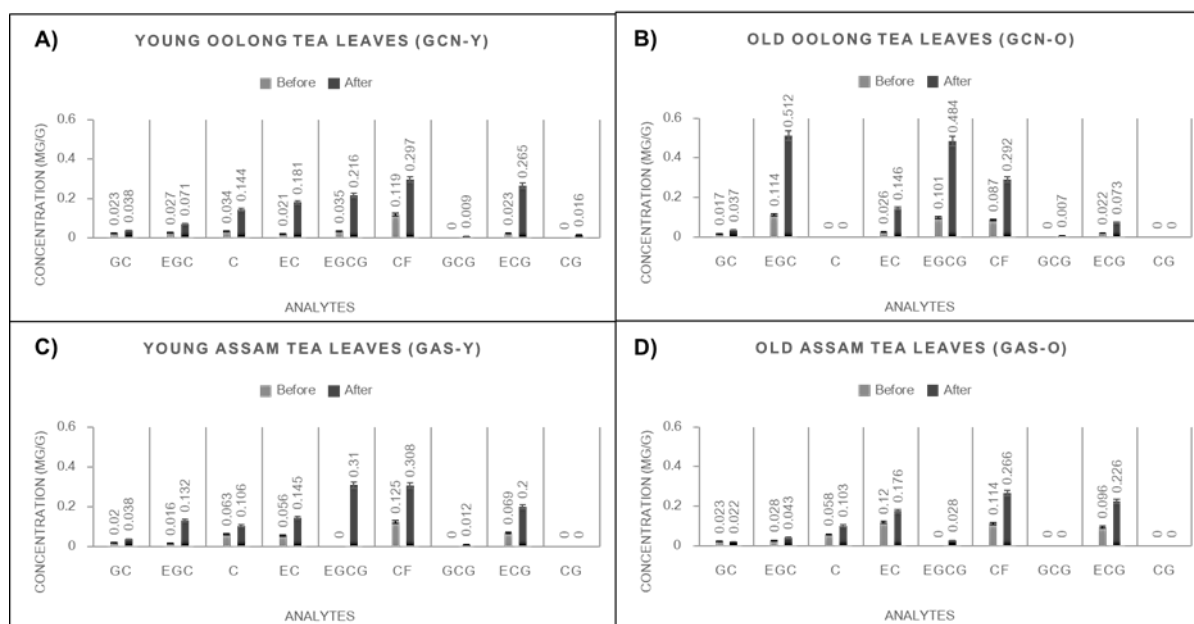 A)
YOUNG OOLONG TEA LEAVES (GCN-Y)
Before After
CONCENTRATION (MG/G)
0.6
0.4
0.2
0
0.023 0.038 0.027 0.071 0.034 0.144 0.021 0.181 0.035 0.216 0.119 0.297 0 0.009 0.023 0.265 0 0.016
GC EGC C EC EGCG CF GCG ECG CG
ANALYTES
B)
OLD OOLONG TEA LEAVES (GCN-O)
Before After
CONCENTRATION (MG/G)
0.6
0.4
0.2
0
0.017 0.037 0.114 0.512 0 0 0.026 0.146 0.101 0.484 0.087 0.292 0 0.007 0.022 0.073 0 0
GC EGC C EC EGCG CF GCG ECG CG
ANALYTES
C)
YOUNG ASSAM TEA LEAVES (GAS-Y)
Before After
CONCENTRATION (MG/G)
0.6
0.4
0.2
0
0.02 0.038 0.016 0.132 0.063 0.106 0.056 0.145 0 0.31 0.125 0.308 0 0.012 0.069 0.2 0 0
GC EGC C EC EGCG CF GCG ECG CG
ANALYTES
D)
OLD ASSAM TEA LEAVES (GAS-O)
Before After
CONCENTRATION (MG/G)
0.6
0.4
0.2
0
0.023 0.022 0.028 0.043 0.058 0.103 0.12 0.176 0 0.028 0.114 0.266 0 0 0.096 0.226 0 0
GC EGC C EC EGCG CF GCG ECG CG
ANALYTES